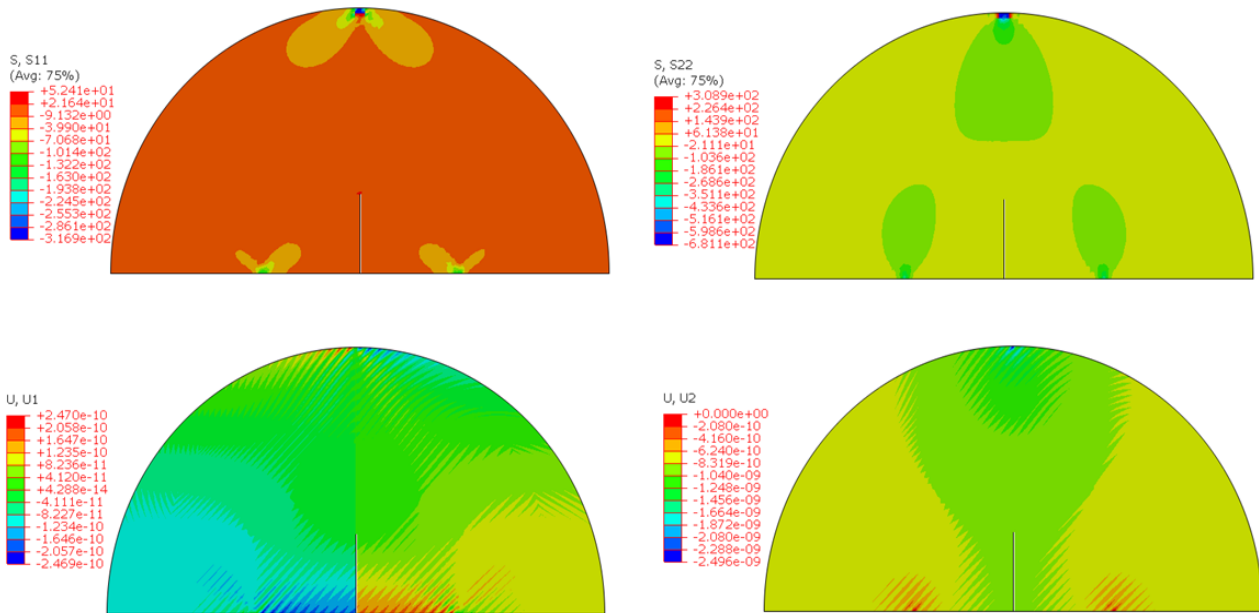 S, S11
(Avg: 75%)
+5.241e+01
+2.164e+01
-9.132e+00
-3.990e+01
-7.068e+01
-1.014e+02
-1.322e+02
-1.630e+02
-1.938e+02
-2.245e+02
-2.553e+02
-2.861e+02
-3.169e+02
S, S22
(Avg: 75%)
+3.089e+02
+2.264e+02
+1.439e+02
+6.138e+01
-2.111e+01
-1.036e+02
-1.861e+02
-2.686e+02
-3.511e+02
-4.336e+02
-5.161e+02
-5.986e+02
-6.811e+02
U, U1
+2.470e-10
+2.058e-10
+1.647e-10
+1.235e-10
+8.236e-11
+4.120e-11
+4.288e-14
-4.111e-11
-8.227e-11
-1.234e-10
-1.646e-10
-2.057e-10
-2.469e-10
U, U2
+0.000e+00
-2.080e-10
-4.160e-10
-6.240e-10
-8.319e-10
-1.040e-09
-1.248e-09
-1.456e-09
-1.664e-09
-1.872e-09
-2.080e-09
-2.288e-09
-2.496e-09